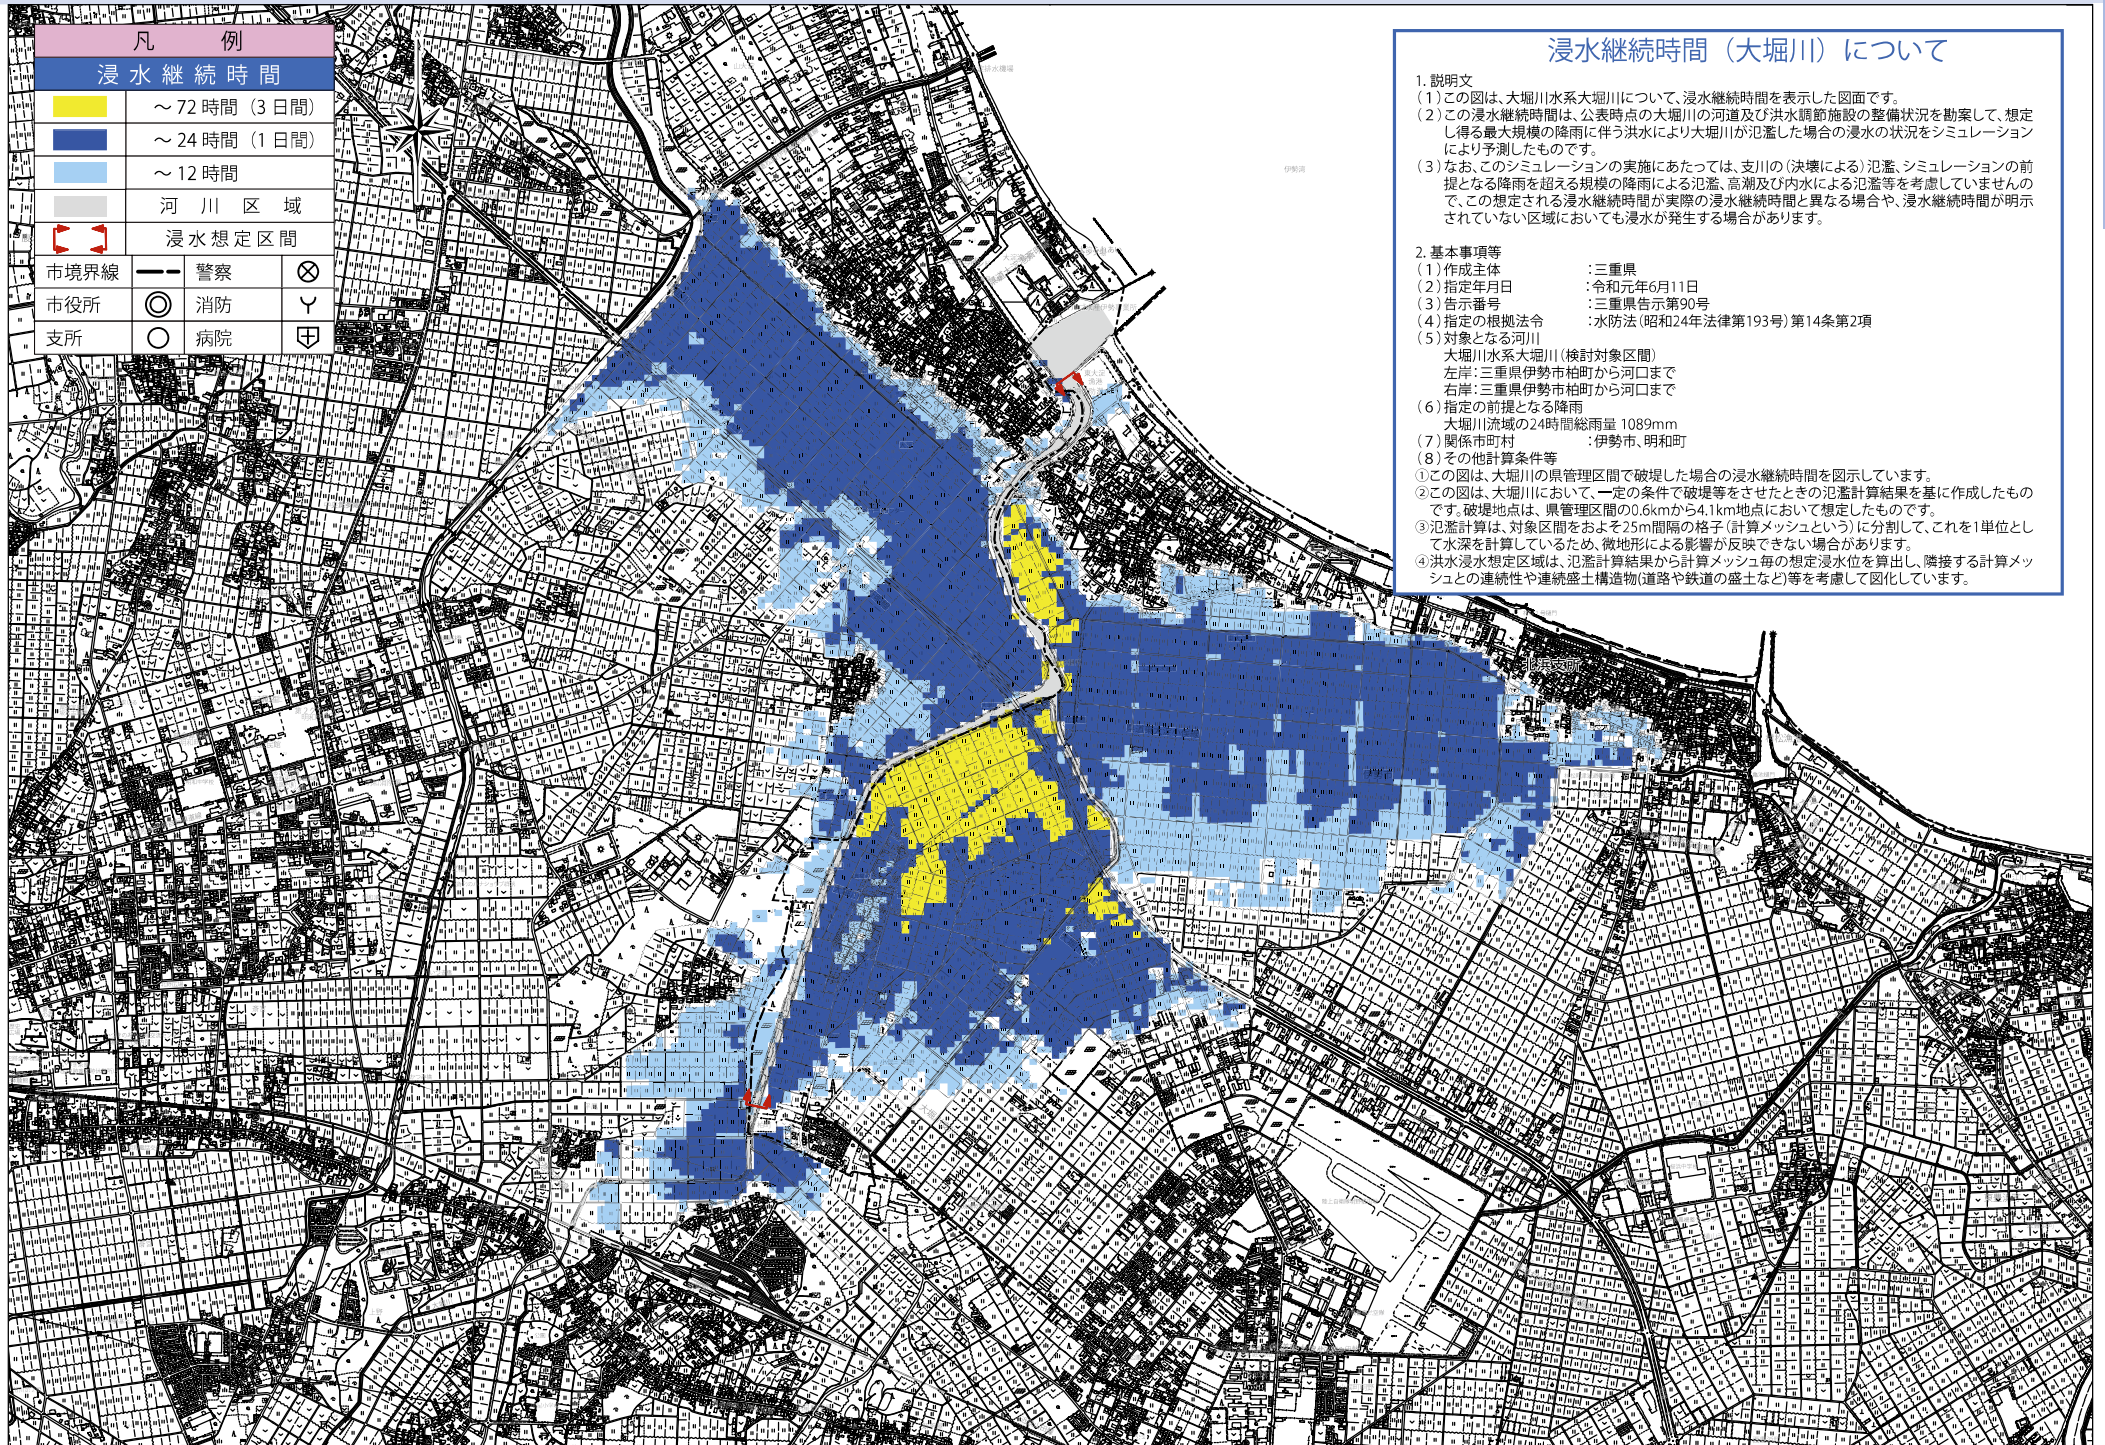 凡 例
浸水継続時間
～72時間（3日間）
～24時間（1日間）
～12時間
河川区域
浸水想定区間
市境界線 警察
市役所 消防
支所 病院
浸水継続時間（大堀川）について
1. 説明文
（1）この図は、大堀川水系大堀川について、浸水継続時間を表示した図面です。
（2）この浸水継続時間は、公表時点の大堀川の河道及び洪水調節施設の整備状況を勘案して、想定
し得る最大規模の降雨に伴う洪水により大堀川が氾濫した場合の浸水の状況をシミュレーション
により予測したものです。
（3）なお、このシミュレーションの実施にあたっては、支川の（決壊による）氾濫、シミュレーションの前
提となる降雨を超える規模の降雨による氾濫、高潮及び内水による氾濫等を考慮していませんの
で、この想定される浸水継続時間が実際の浸水継続時間と異なる場合や、浸水継続時間が明示
されていない区域においても浸水が発生する場合があります。
2. 基本事項等
（1）作成主体 ：三重県
（2）指定年月日 ：令和元年6月11日
（3）告示番号 ：三重県告示第90号
（4）指定の根拠法令 ：水防法（昭和24年法律第193号）第14条第2項
（5）対象となる河川
大堀川水系大堀川（検討対象区間）
左岸：三重県伊勢市柏町から河口まで
右岸：三重県伊勢市柏町から河口まで
（6）指定の前提となる降雨
大堀川流域の24時間総雨量 1089mm
（7）関係市町村 ：伊勢市、明和町
（8）その他計算条件等
①この図は、大堀川の県管理区間で破堤した場合の浸水継続時間を図示しています。
②この図は、大堀川において、一定の条件で破堤等をさせたときの氾濫計算結果を基に作成したもの
です。破堤地点は、県管理区間の0.6kmから4.1km地点において想定したものです。
③氾濫計算は、対象区間をおよそ25m間隔の格子（計算メッシュという）に分割して、これを1単位とし
て水深を計算しているため、微地形による影響が反映できない場合があります。
④洪水浸水想定区域は、氾濫計算結果から計算メッシュ毎の想定浸水位を算出し、隣接する計算メッ
シュとの連続性や連続盛土構造物(道路や鉄道の盛土など)等を考慮して図化しています。
伊勢湾
北浜支所